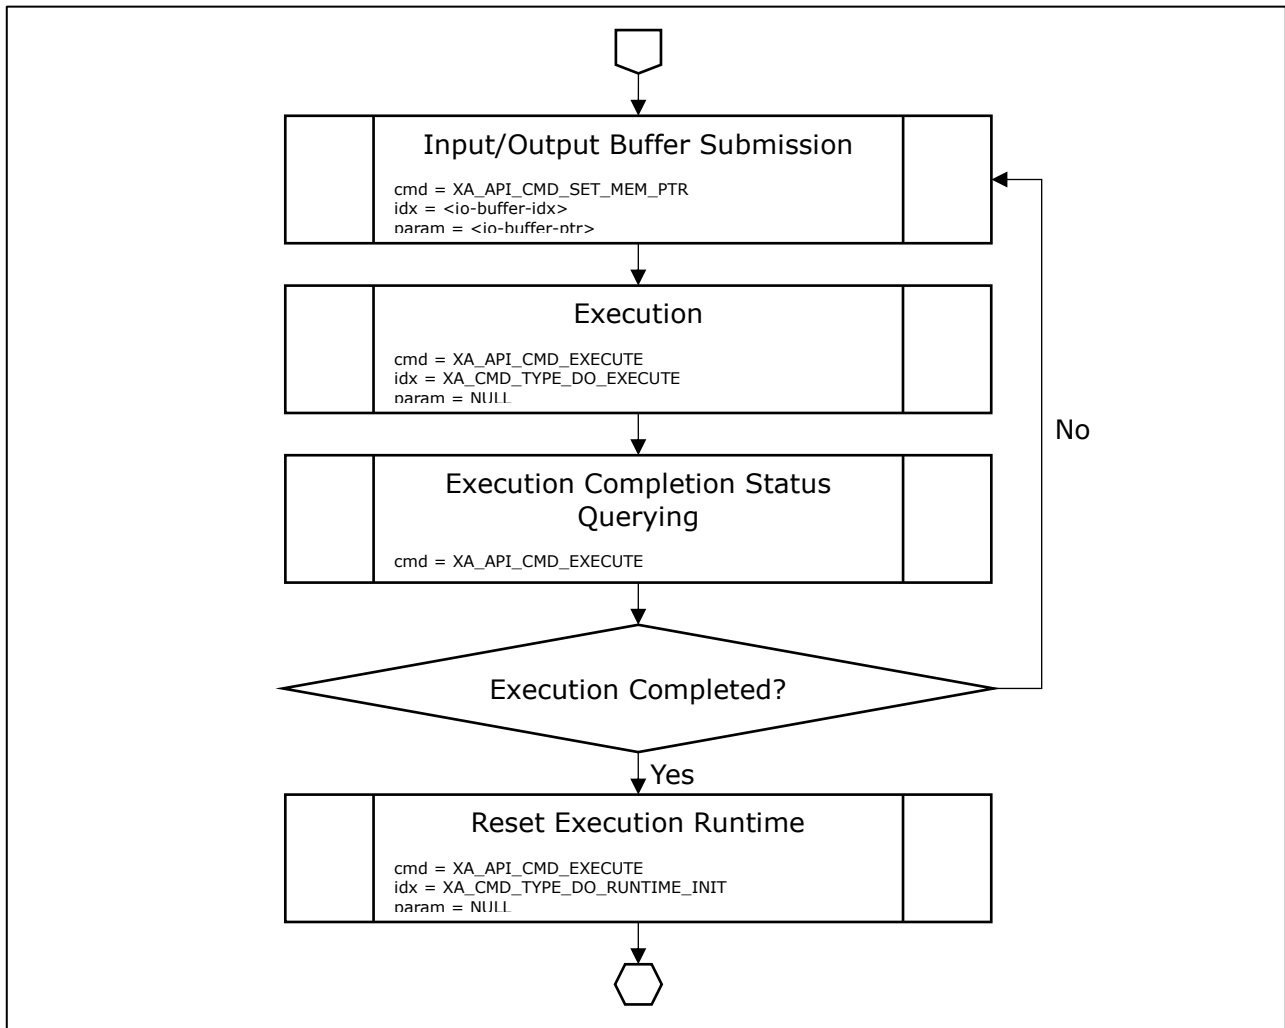 Input/Output Buffer Submission
cmd = XA_API_CMD_SET_MEM_PTR
idx = <io-buffer-idx>
param = <io-buffer-ptr>
Execution
cmd = XA_API_CMD_EXECUTE
idx = XA_CMD_TYPE_DO_EXECUTE
param = NULL
No
Execution Completion Status
Querying
cmd = XA_API_CMD_EXECUTE
Execution Completed?
Yes
Reset Execution Runtime
cmd = XA_API_CMD_EXECUTE
idx = XA_CMD_TYPE_DO_RUNTIME_INIT
param = NULL